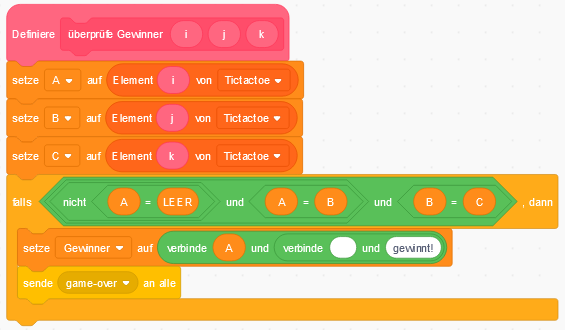 Definiere überprüfe Gewinner i j k
setze A auf Element i von Tictactoe
setze B auf Element j von Tictactoe
setze C auf Element k von Tictactoe
falls nicht A = LEER und A = B und B = C , dann
setze Gewinner auf verbinde A und verbinde und gewinnt!
sende game-over an alle